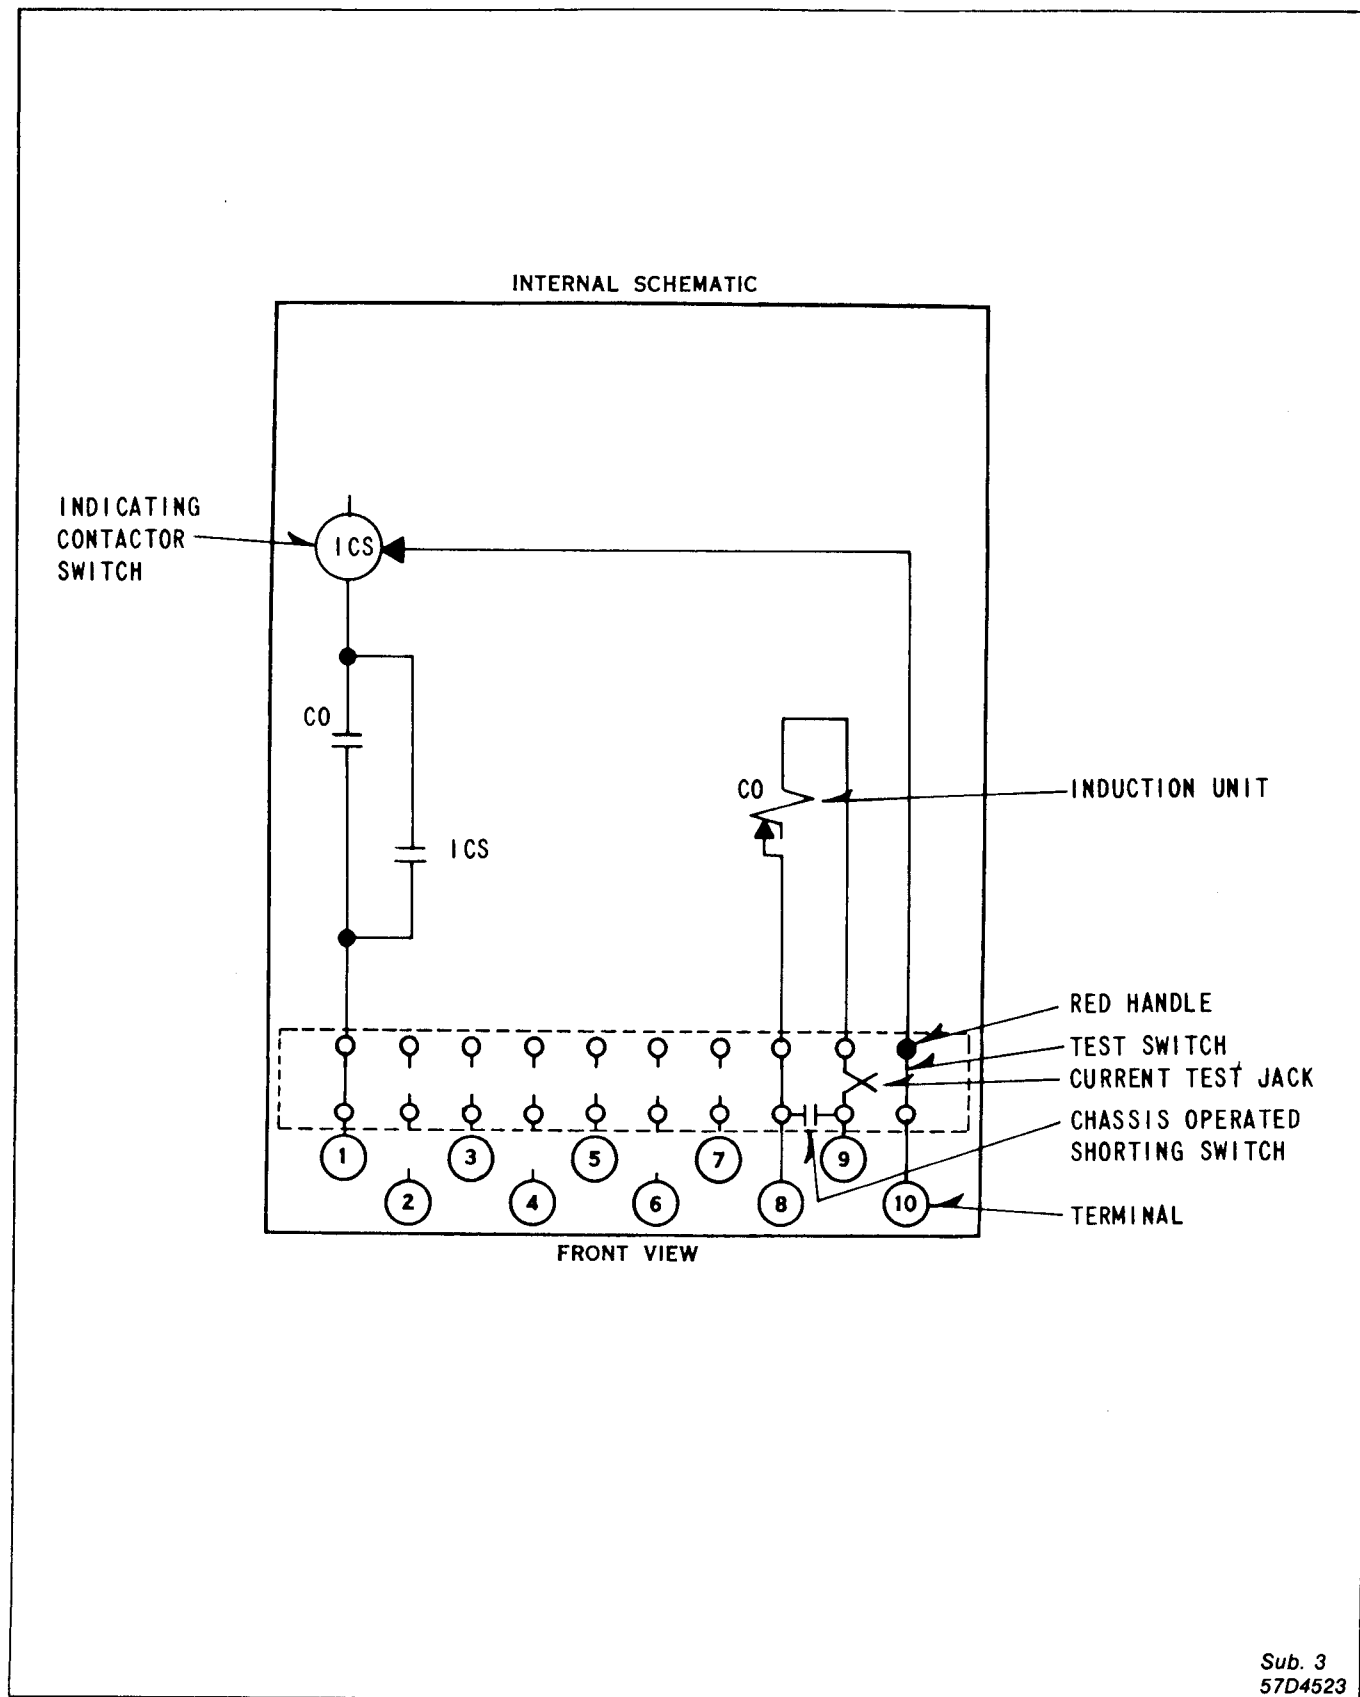 INTERNAL SCHEMATIC
INDICATING
CONTACTOR
SWITCH
ICS
CO
ICS
CO
INDUCTION UNIT
RED HANDLE
TEST SWITCH
CURRENT TEST JACK
CHASSIS OPERATED
SHORTING SWITCH
1 3 5 7 9
2 4 6 8 10
TERMINAL
FRONT VIEW
Sub. 3
57D4523